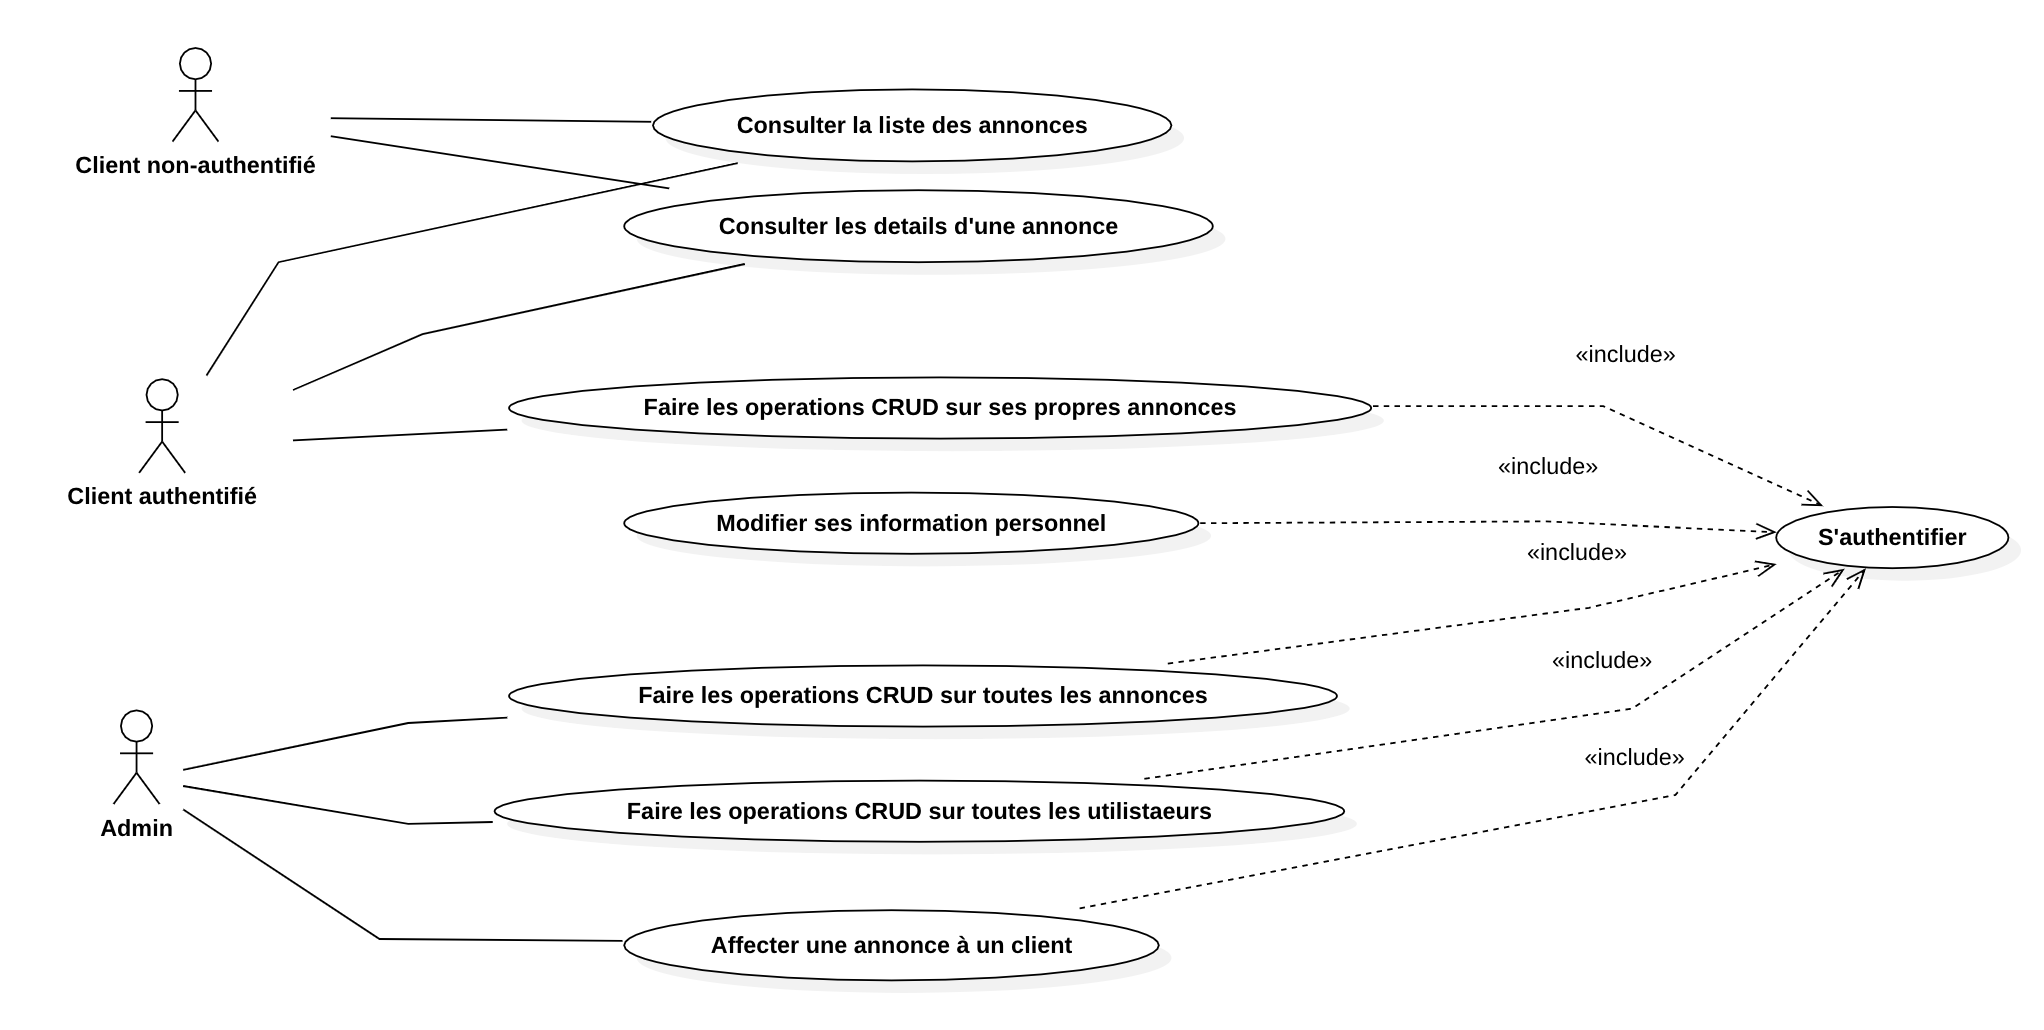 Client non-authentifié
Consulter la liste des annonces
Consulter les details d'une annonce
«include»
Faire les operations CRUD sur ses propres annonces
«include»
Client authentifié
Modifier ses information personnel
S'authentifier
«include»
«include»
Faire les operations CRUD sur toutes les annonces
«include»
Faire les operations CRUD sur toutes les utilistaeurs
Admin
Affecter une annonce à un client